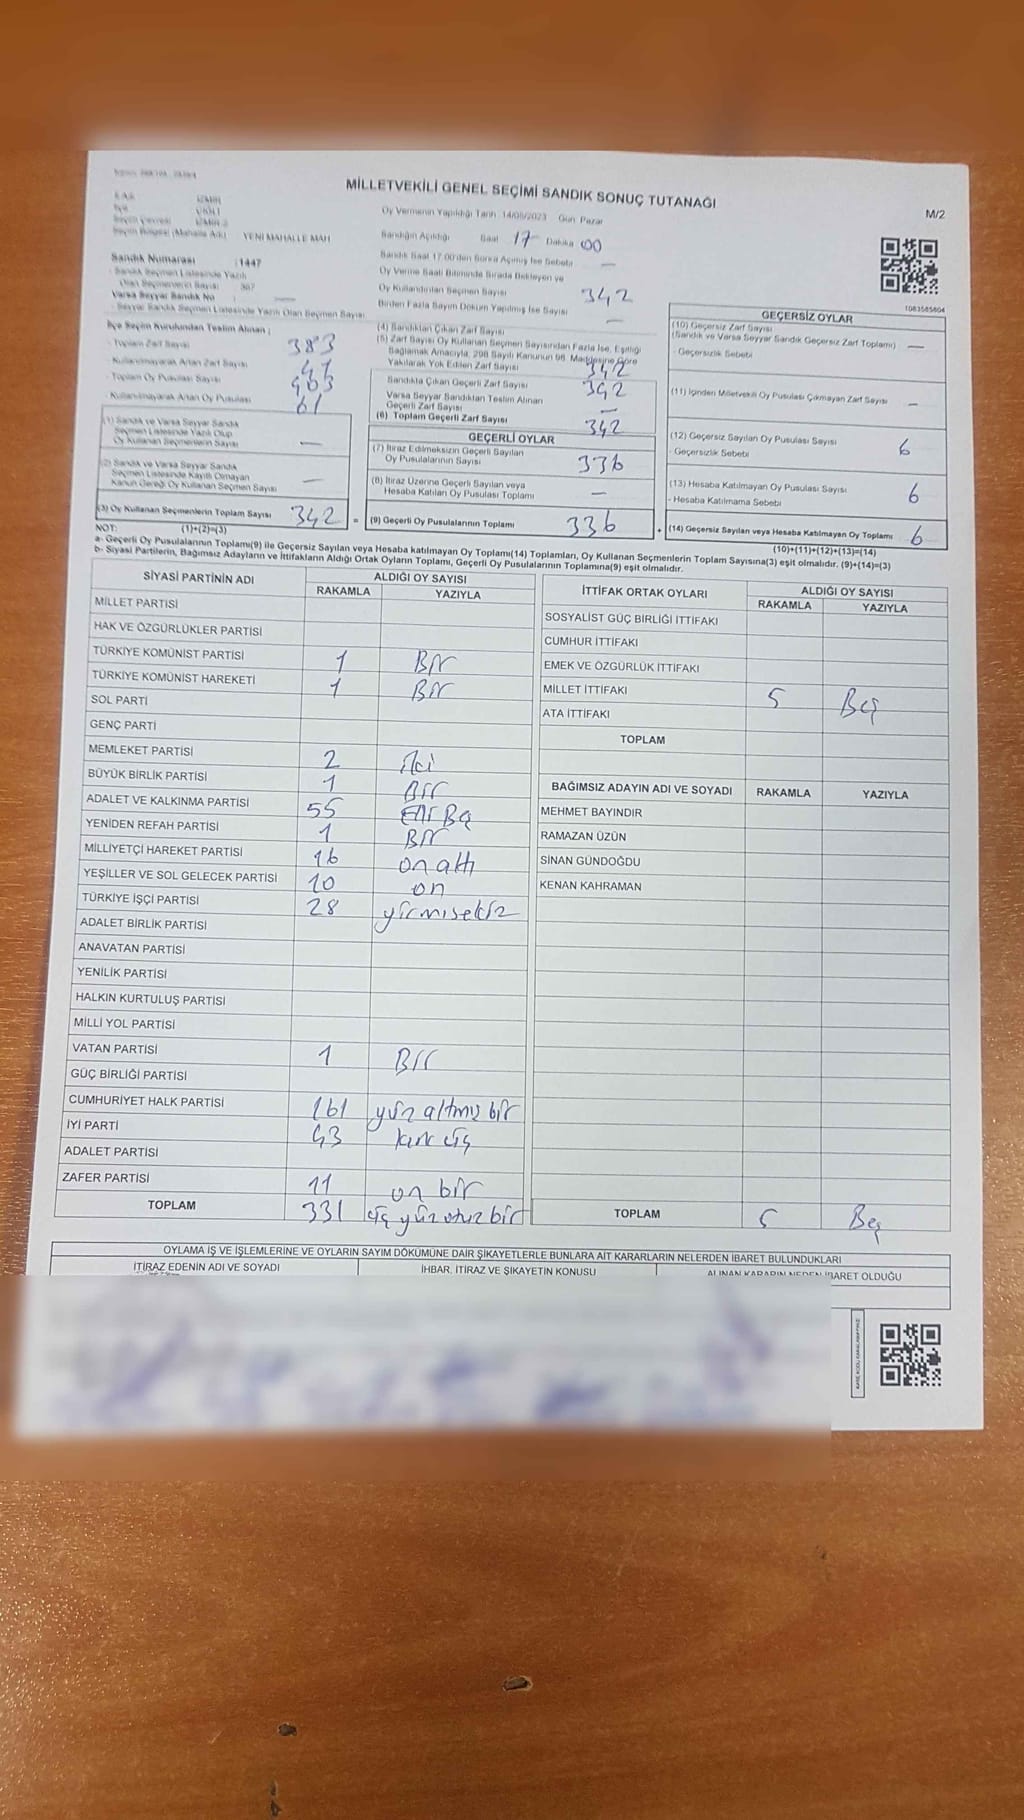 MİLLETVEKİLİ GENEL SEÇİMİ SANDIK SONUÇ TUTANAĞI
M/2
Oy Vermenin Yapıldığı Tarih 14/05/2023 Gün Pazar
YENİ MAHALLE MAH
Sandığın Açıldığı Saat 17 Dakika 00
Sandık Numarası :1447
Sandık Saat 17:00'den Sonra Açılmış İse Sebebi —
Oy Verme Saati Bitiminde Sırada Bekleyen ve
Oy Kullandırılan Seçmen Sayısı 342
Birden Fazla Sayım Döküm Yapılmış İse Sayısı —
Varsa Seyyar Sandık No
- Seyyar Sandık Seçmen Listesinde Yazılı Olan Seçmen Sayısı
1083585804
İlçe Seçim Kurulundan Teslim Alınan ;
- Toplam Zarf Sayısı 383
- Kullanılmayarak Artan Zarf Sayısı 41
- Toplam Oy Pusulası Sayısı 403
- Kullanılmayarak Artan Oy Pusulası 61
(1) Sandık ve Varsa Seyyar Sandık
Seçmen Listesinde Yazılı Olup
Oy Kullanan Seçmenlerin Sayısı —
(2) Sandık ve Varsa Seyyar Sandık
Seçmen Listesinde Kayıtlı Olmayan
Kanun Gereği Oy Kullanan Seçmen Sayısı —
(3) Oy Kullanan Seçmenlerin Toplam Sayısı 342 =
(1)+(2)=(3)
(4) Sandıktan Çıkan Zarf Sayısı
(5) Zarf Sayısı Oy Kullanan Seçmen Sayısından Fazla İse, Eşitliği
Sağlamak Amacıyla, 298 Sayılı Kanunun 98. Maddesine Göre
Yakılarak Yok Edilen Zarf Sayısı 342
Sandıkta Çıkan Geçerli Zarf Sayısı 342
Varsa Seyyar Sandıktan Teslim Alınan
Geçerli Zarf Sayısı —
(6) Toplam Geçerli Zarf Sayısı 342
GEÇERLİ OYLAR
(7) İtiraz Edilmeksizin Geçerli Sayılan
Oy Pusulalarının Sayısı 336
(8) İtiraz Üzerine Geçerli Sayılan veya
Hesaba Katılan Oy Pusulası Toplamı —
(9) Geçerli Oy Pusulalarının Toplamı 336 +
GEÇERSİZ OYLAR
(10) Geçersiz Zarf Sayısı
(Sandık ve Varsa Seyyar Sandık Geçersiz Zarf Toplamı) —
- Geçersizlik Sebebi
(11) İçinden Milletvekili Oy Pusulası Çıkmayan Zarf Sayısı —
(12) Geçersiz Sayılan Oy Pusulası Sayısı 6
- Geçersizlik Sebebi
(13) Hesaba Katılmayan Oy Pusulası Sayısı 6
- Hesaba Katılmama Sebebi
(14) Geçersiz Sayılan veya Hesaba Katılmayan Oy Toplamı 6
(10)+(11)+(12)+(13)=(14)
NOT:
a- Geçerli Oy Pusulalarının Toplamı(9) ile Geçersiz Sayılan veya Hesaba katılmayan Oy Toplamı(14) Toplamları, Oy Kullanan Seçmenlerin Toplam Sayısına(3) eşit olmalıdır. (9)+(14)=(3)
b- Siyasi Partilerin, Bağımsız Adayların ve İttifakların Aldığı Ortak Oyların Toplamı, Geçerli Oy Pusulalarının Toplamına(9) eşit olmalıdır.
SİYASİ PARTİNİN ADI ALDIĞI OY SAYISI
RAKAMLA YAZIYLA
MİLLET PARTİSİ
HAK VE ÖZGÜRLÜKLER PARTİSİ
TÜRKİYE KOMÜNİST PARTİSİ 1 Bir
TÜRKİYE KOMÜNİST HAREKETİ 1 Bir
SOL PARTİ
GENÇ PARTİ
MEMLEKET PARTİSİ 2 iki
BÜYÜK BİRLİK PARTİSİ 1 Bir
ADALET VE KALKINMA PARTİSİ 55
YENİDEN REFAH PARTİSİ 1 Bir
MİLLİYETÇİ HAREKET PARTİSİ 16 on altı
YEŞİLLER VE SOL GELECEK PARTİSİ 10 on
TÜRKİYE İŞÇİ PARTİSİ 28 yirmisekiz
ADALET BİRLİK PARTİSİ
ANAVATAN PARTİSİ
YENİLİK PARTİSİ
HALKIN KURTULUŞ PARTİSİ
MİLLİ YOL PARTİSİ
VATAN PARTİSİ 1 Bir
GÜÇ BİRLİĞİ PARTİSİ
CUMHURİYET HALK PARTİSİ 161 yüz altmış bir
İYİ PARTİ 43 kırk üç
ADALET PARTİSİ
ZAFER PARTİSİ 11 on bir
TOPLAM 331 üç yüz otuz bir
İTTİFAK ORTAK OYLARI ALDIĞI OY SAYISI
RAKAMLA YAZIYLA
SOSYALİST GÜÇ BİRLİĞİ İTTİFAKI
CUMHUR İTTİFAKI
EMEK VE ÖZGÜRLÜK İTTİFAKI
MİLLET İTTİFAKI 5 Beş
ATA İTTİFAKI
TOPLAM
BAĞIMSIZ ADAYIN ADI VE SOYADI RAKAMLA YAZIYLA
MEHMET BAYINDIR
RAMAZAN ÜZÜN
SİNAN GÜNDOĞDU
KENAN KAHRAMAN
TOPLAM 5 Beş
OYLAMA İŞ VE İŞLEMLERİNE VE OYLARIN SAYIM DÖKÜMÜNE DAİR ŞİKAYETLERLE BUNLARA AİT KARARLARIN NELERDEN İBARET BULUNDUKLARI
İTİRAZ EDENİN ADI VE SOYADI İHBAR, İTİRAZ VE ŞİKAYETİN KONUSU ALINAN KARARIN NEDEN İBARET OLDUĞU